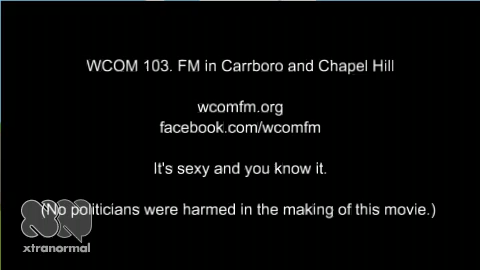 WCOM 103. FM in Carrboro and Chapel Hill
wcomfm.org
facebook.com/wcomfm
It's sexy and you know it.
(No politicians were harmed in the making of this movie.)
xtranormal